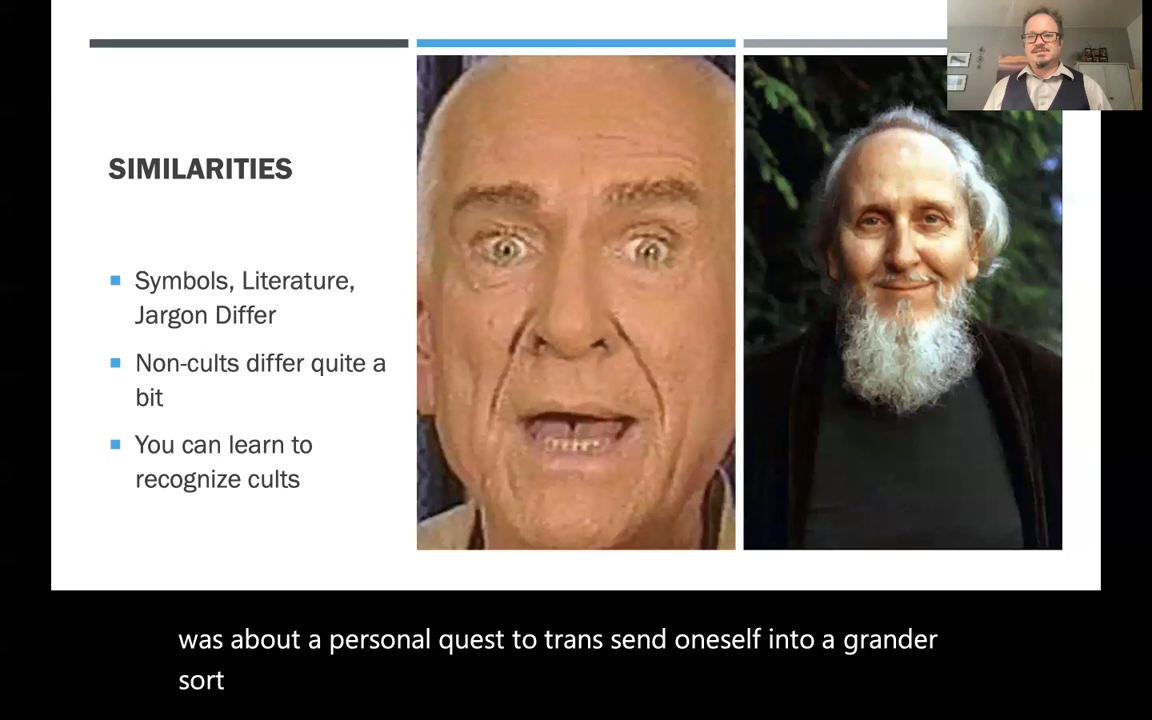 SIMILARITIES
Symbols, Literature,
Jargon Differ
Non-cults differ quite a
bit
You can learn to
recognize cults
was about a personal quest to trans send oneself into a grander
sort